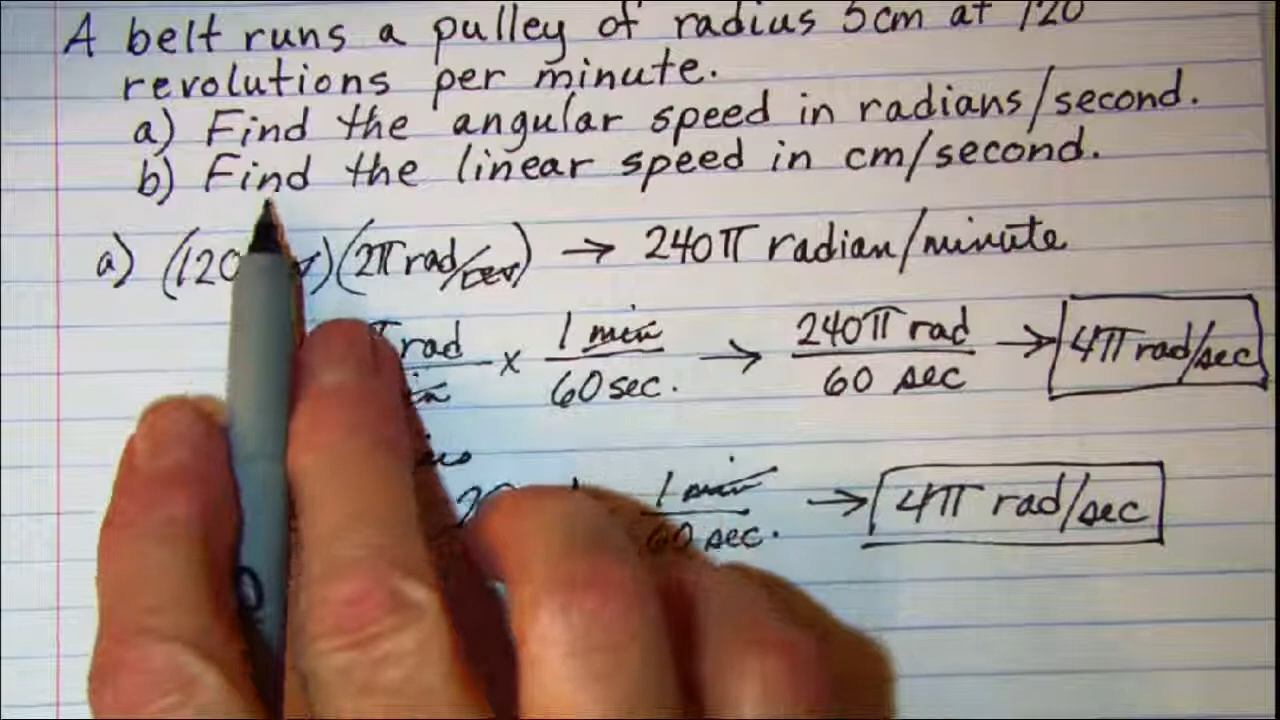 A belt runs a pulley of radius 5cm at 120
revolutions per minute.
a) Find the angular speed in radians/second.
b) Find the linear speed in cm/second.
a) (120 )(2π rad/rev) → 240π radian/minute
rad × 1 min/60 sec. → 240π rad/60 sec → 4π rad/sec
1 min/60 sec. → 4π rad/sec